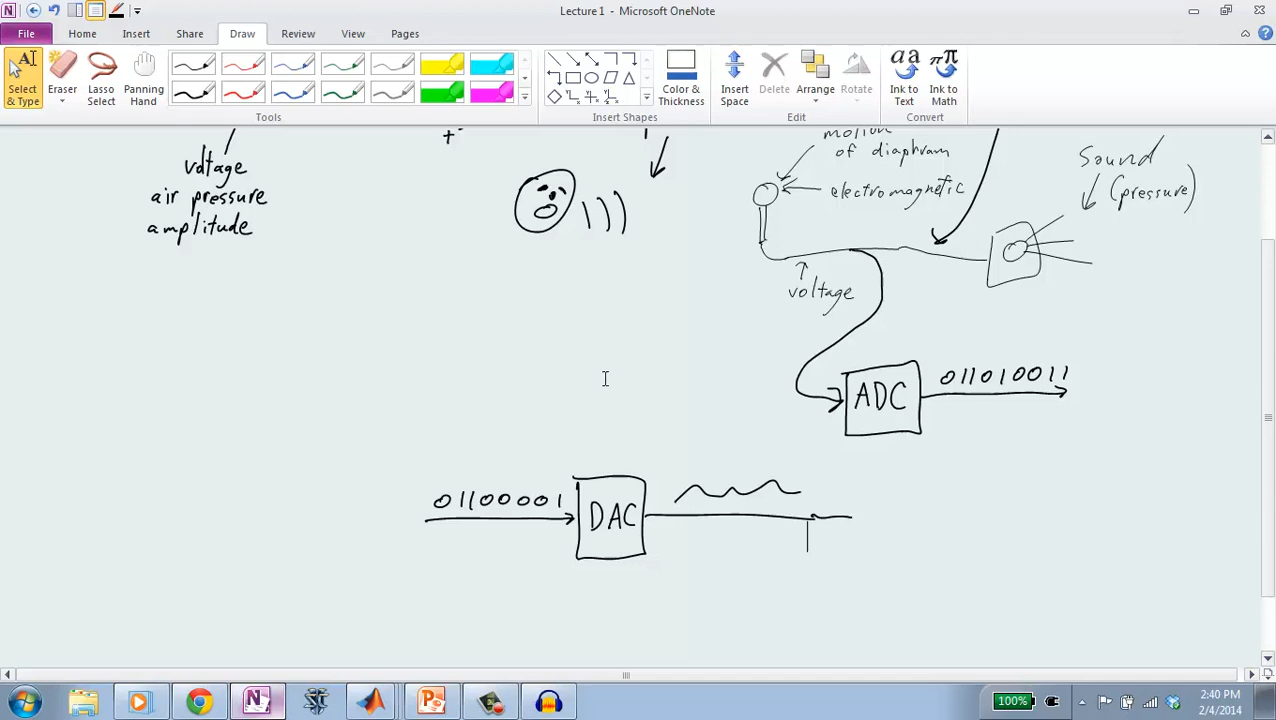 Lecture1 - Microsoft OneNote
File Home Insert Share Draw Review View Pages
Select & Type
Eraser
Lasso Select
Panning Hand
Color & Thickness
Insert Space
Delete
Arrange
Rotate
Ink to Text
Ink to Math
Tools
Insert Shapes
Edit
Convert
voltage
air pressure
amplitude
motion
of diaphram
electromagnetic
Sound
(pressure)
voltage
ADC
011010011
01100001
DAC
100%
2:40 PM
2/4/2014